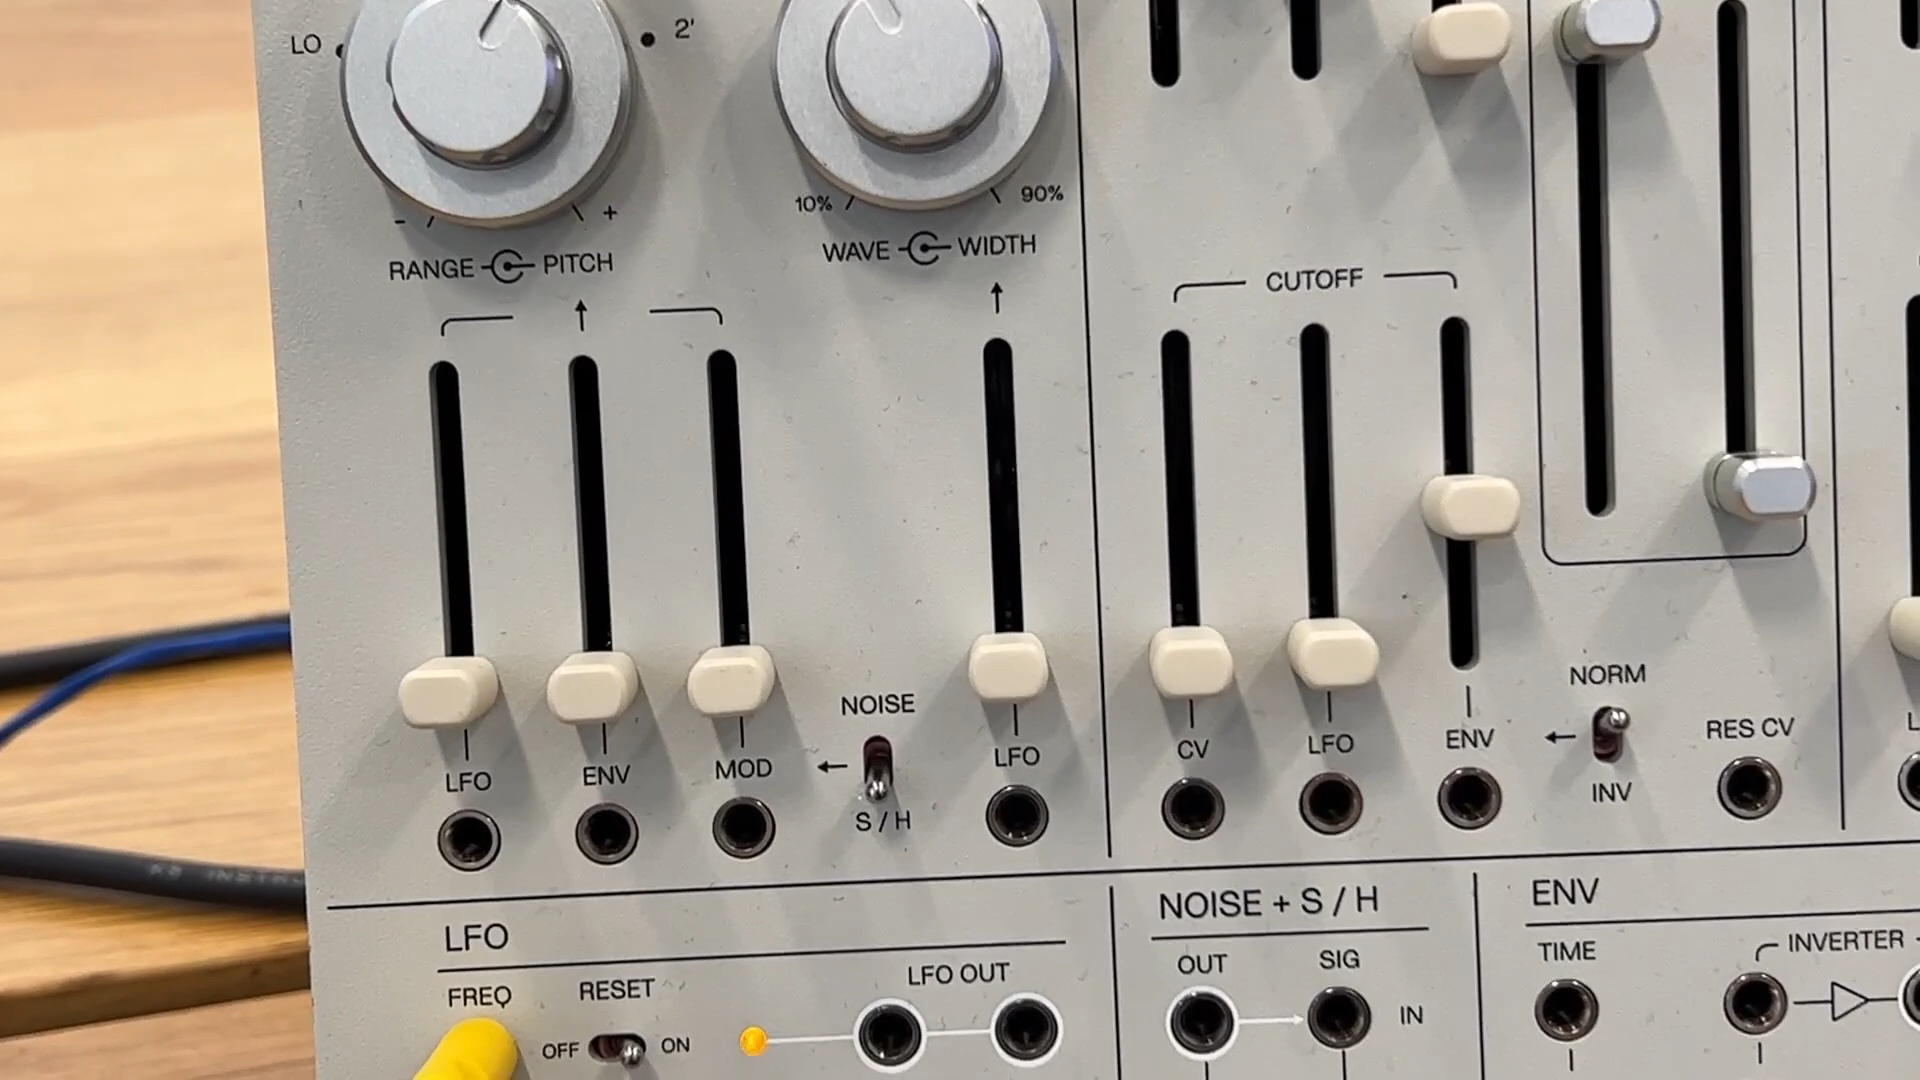 LO
2'
- +
RANGE PITCH
10% 90%
WAVE WIDTH
CUTOFF
LFO
ENV
MOD
NOISE
S / H
LFO
CV
LFO
ENV
NORM
INV
RES CV
LFO
FREQ
RESET
OFF ON
LFO OUT
NOISE + S / H
OUT
SIG
IN
ENV
TIME
INVERTER